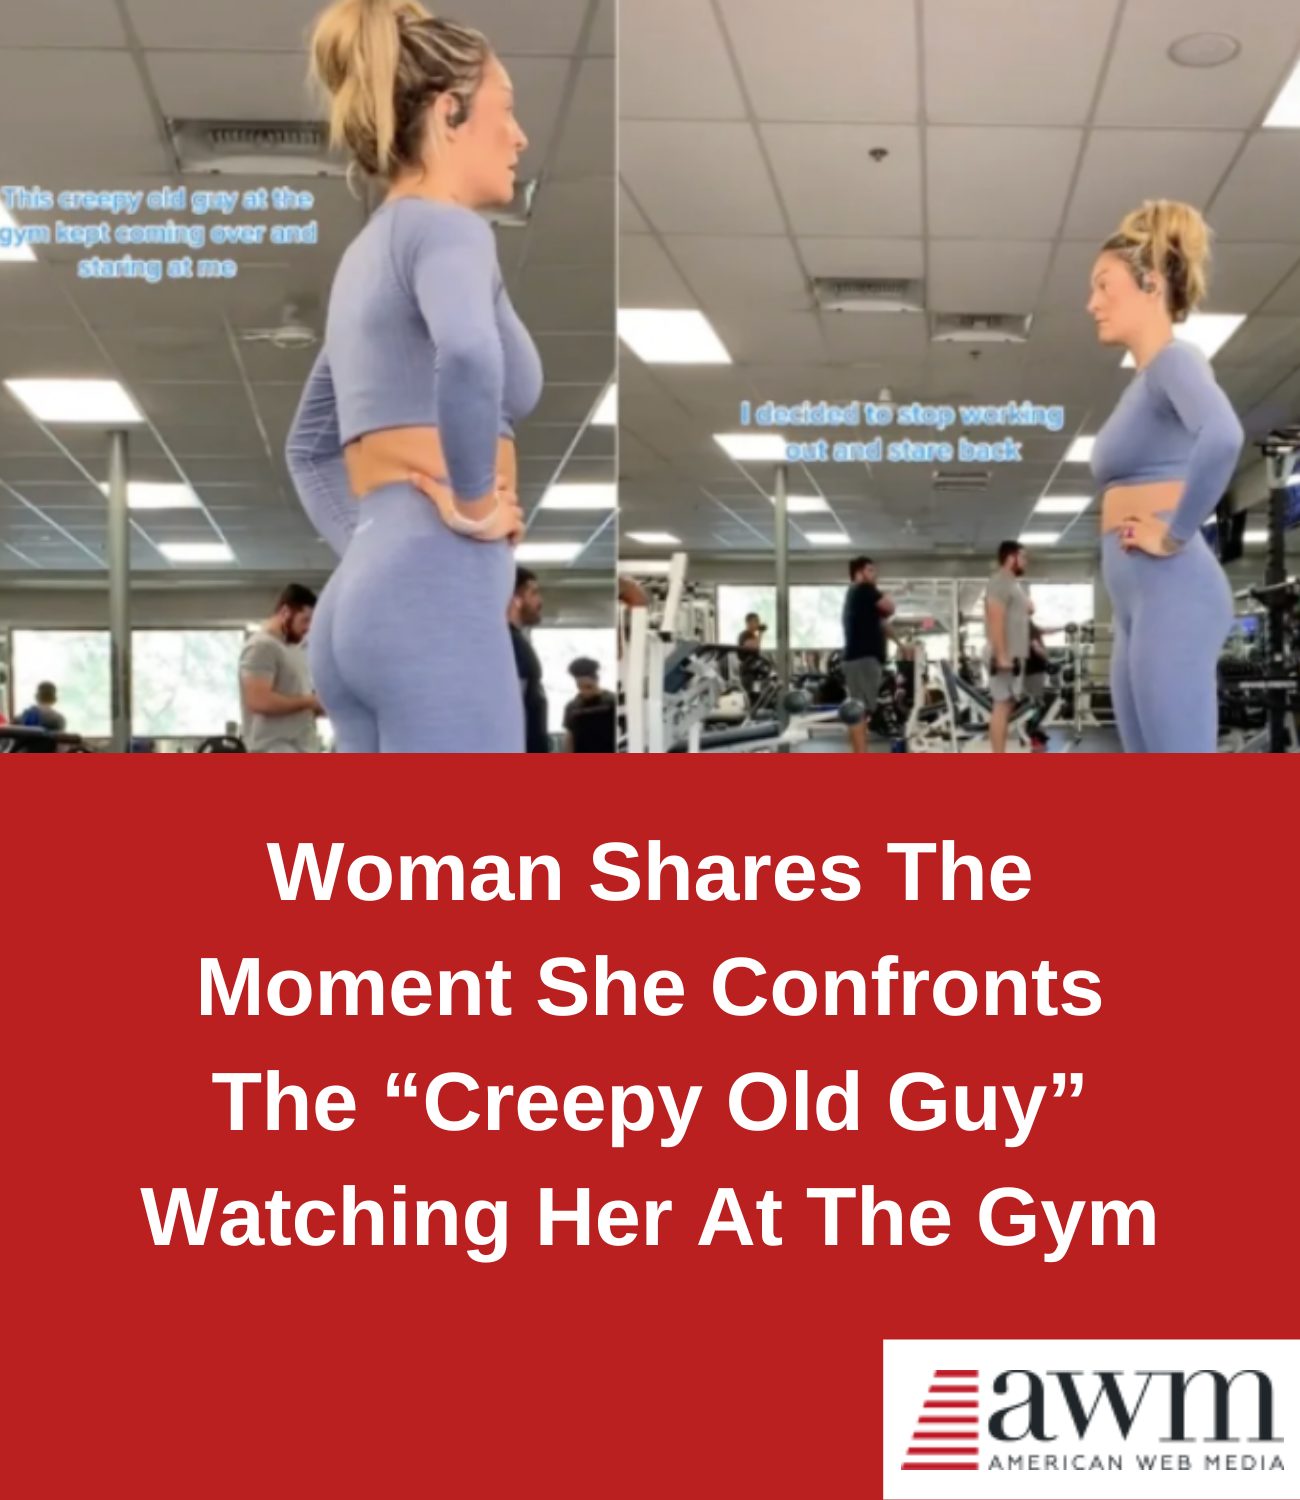 This creepy old guy at the
gym kept coming over and
staring at me
I decided to stop working
out and stare back
Woman Shares The
Moment She Confronts
The “Creepy Old Guy”
Watching Her At The Gym
awm
AMERICAN WEB MEDIA